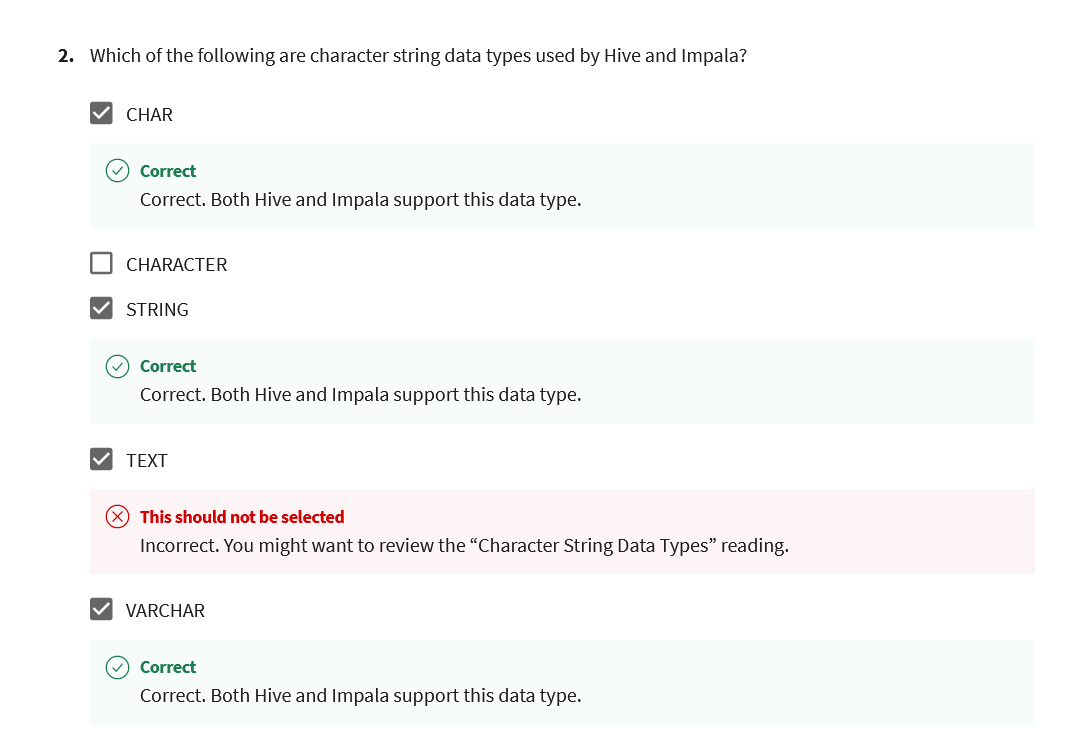 2. Which of the following are character string data types used by Hive and Impala?
CHAR
Correct
Correct. Both Hive and Impala support this data type.
CHARACTER
STRING
Correct
Correct. Both Hive and Impala support this data type.
TEXT
This should not be selected
Incorrect. You might want to review the “Character String Data Types” reading.
VARCHAR
Correct
Correct. Both Hive and Impala support this data type.